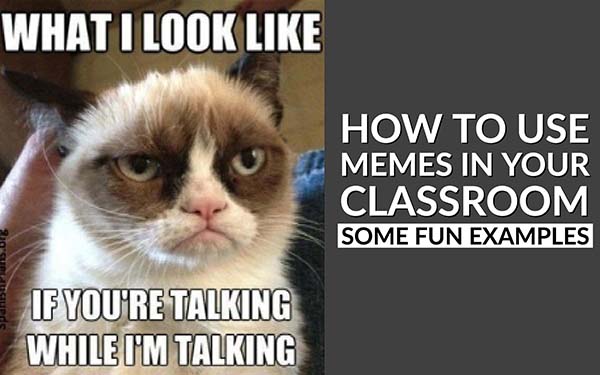 WHAT I LOOK LIKE
IF YOU'RE TALKING
WHILE I'M TALKING
HOW TO USE
MEMES IN YOUR
CLASSROOM
SOME FUN EXAMPLES